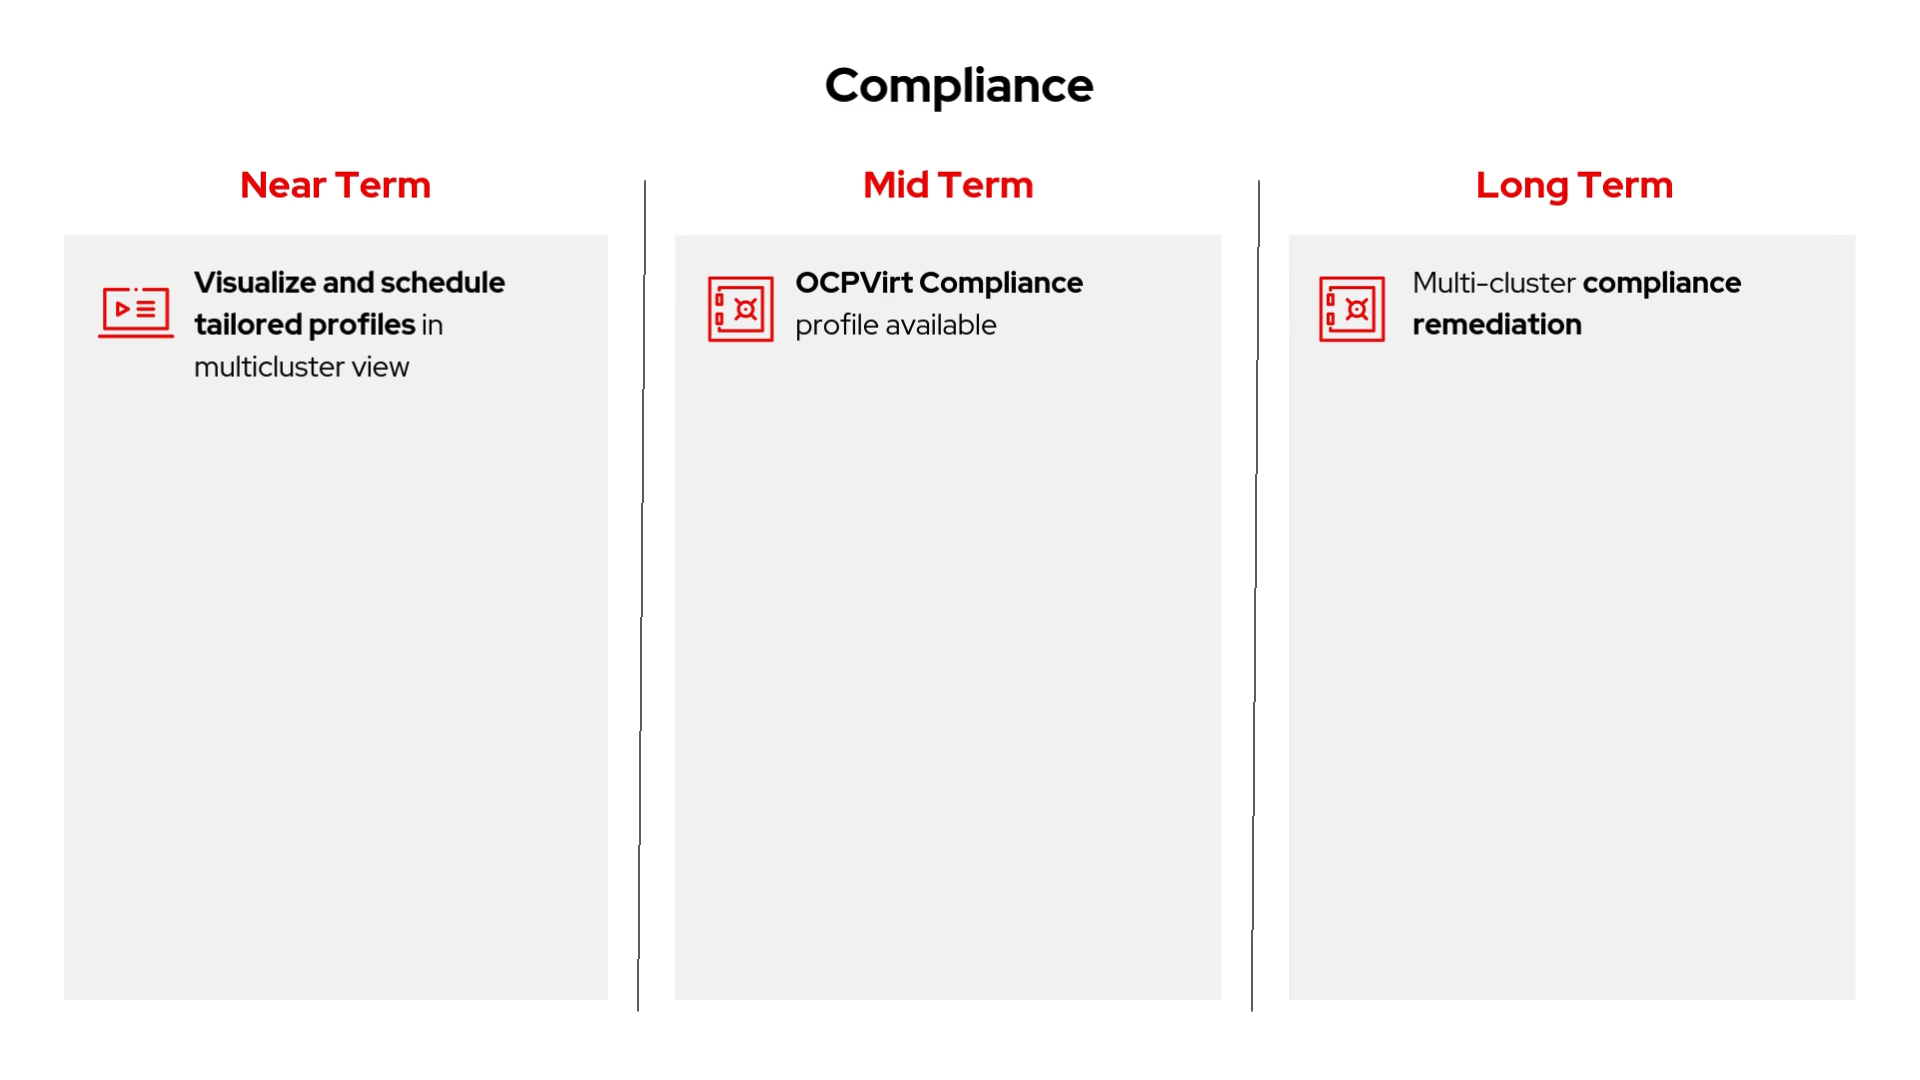 Compliance
Near Term
Visualize and schedule
tailored profiles in
multicluster view
Mid Term
OCPVirt Compliance
profile available
Long Term
Multi-cluster compliance
remediation